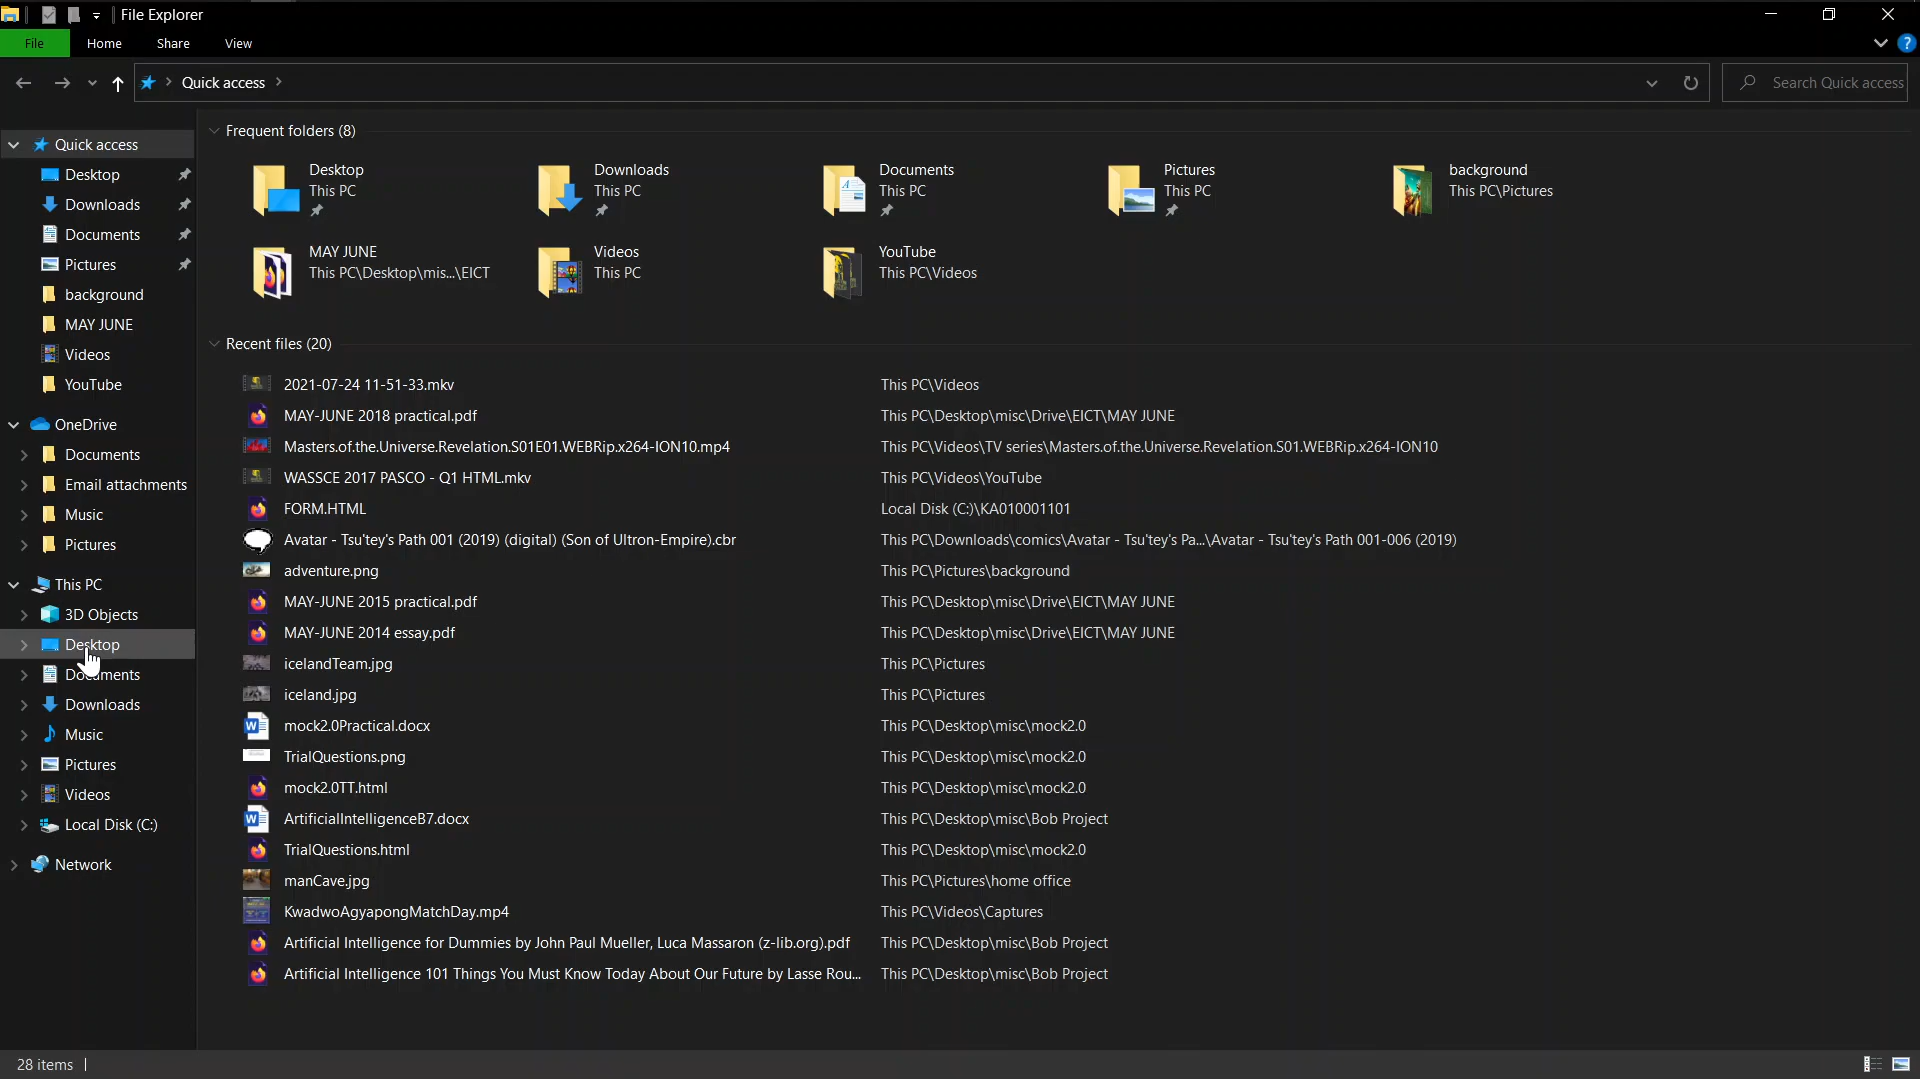 File Explorer
File Home Share View ?
Quick access Search Quick access
Quick access
Desktop
Downloads
Documents
Pictures
background
MAY JUNE
Videos
YouTube
OneDrive
Documents
Email attachments
Music
Pictures
This PC
3D Objects
Desktop
Documents
Downloads
Music
Pictures
Videos
Local Disk (C:)
Network
Frequent folders (8)
Desktop
This PC
Downloads
This PC
Documents
This PC
Pictures
This PC
background
This PC\Pictures
MAY JUNE
This PC\Desktop\mis...\EICT
Videos
This PC
YouTube
This PC\Videos
Recent files (20)
2021-07-24 11-51-33.mkv This PC\Videos
MAY-JUNE 2018 practical.pdf This PC\Desktop\misc\Drive\EICT\MAY JUNE
Masters.of.the.Universe.Revelation.S01E01.WEBRip.x264-ION10.mp4 This PC\Videos\TV series\Masters.of.the.Universe.Revelation.S01.WEBRip.x264-ION10
WASSCE 2017 PASCO - Q1 HTML.mkv This PC\Videos\YouTube
FORM.HTML Local Disk (C:)\KA010001101
Avatar - Tsu'tey's Path 001 (2019) (digital) (Son of Ultron-Empire).cbr This PC\Downloads\comics\Avatar - Tsu'tey's Pa...\Avatar - Tsu'tey's Path 001-006 (2019)
adventure.png This PC\Pictures\background
MAY-JUNE 2015 practical.pdf This PC\Desktop\misc\Drive\EICT\MAY JUNE
MAY-JUNE 2014 essay.pdf This PC\Desktop\misc\Drive\EICT\MAY JUNE
icelandTeam.jpg This PC\Pictures
iceland.jpg This PC\Pictures
mock2.0Practical.docx This PC\Desktop\misc\mock2.0
TrialQuestions.png This PC\Desktop\misc\mock2.0
mock2.0TT.html This PC\Desktop\misc\mock2.0
ArtificialIntelligenceB7.docx This PC\Desktop\misc\Bob Project
TrialQuestions.html This PC\Desktop\misc\mock2.0
manCave.jpg This PC\Pictures\home office
KwadwoAgyapongMatchDay.mp4 This PC\Videos\Captures
Artificial Intelligence for Dummies by John Paul Mueller, Luca Massaron (z-lib.org).pdf This PC\Desktop\misc\Bob Project
Artificial Intelligence 101 Things You Must Know Today About Our Future by Lasse Rou... This PC\Desktop\misc\Bob Project
28 items